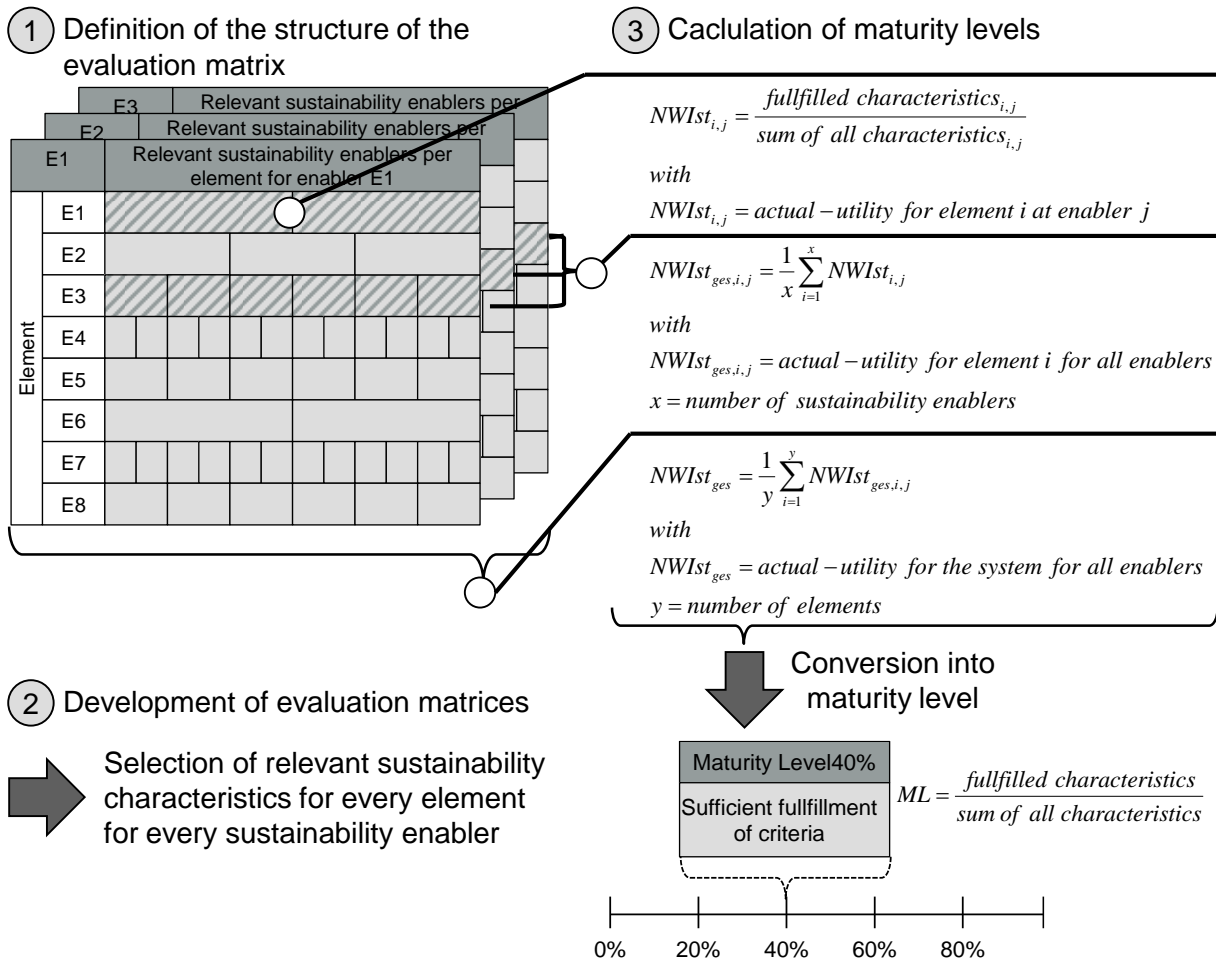 1 Definition of the structure of the
evaluation matrix
E3 Relevant sustainability enablers per
E2 Relevant sustainability enablers per
E1 Relevant sustainability enablers per
element for enabler E1
Element
E1
E2
E3
E4
E5
E6
E7
E8
2 Development of evaluation matrices
Selection of relevant sustainability
characteristics for every element
for every sustainability enabler
3 Caclulation of maturity levels
NWIst_{i,j} = fullfilled characteristics_{i,j} / sum of all characteristics_{i,j}
with
NWIst_{i,j} = actual − utility for element i at enabler j
NWIst_{ges,i,j} = 1/x ∑_{i=1}^{x} NWIst_{i,j}
with
NWIst_{ges,i,j} = actual − utility for element i for all enablers
x = number of sustainability enablers
NWIst_{ges} = 1/y ∑_{i=1}^{y} NWIst_{ges,i,j}
with
NWIst_{ges} = actual − utility for the system for all enablers
y = number of elements
Conversion into
maturity level
Maturity Level40%
Sufficient fullfillment
of criteria
ML = fullfilled characteristics / sum of all characteristics
0% 20% 40% 60% 80%